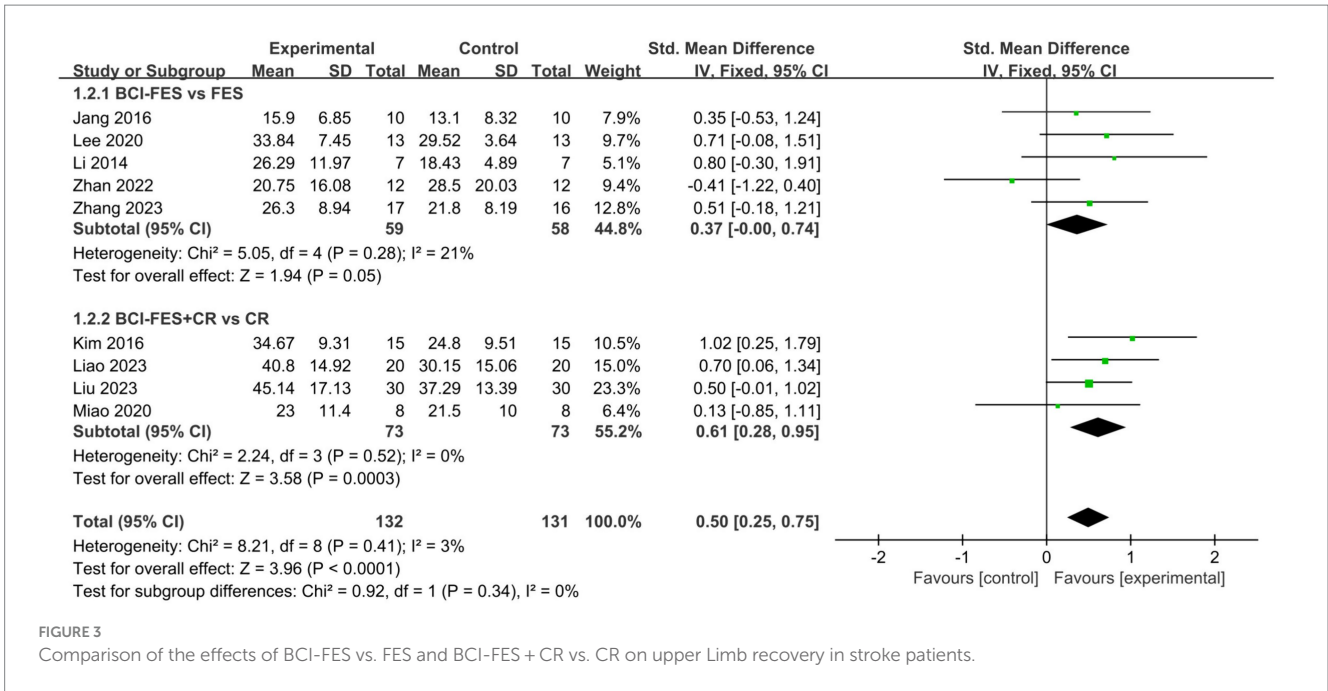 Experimental Control Std. Mean Difference Std. Mean Difference
Study or Subgroup Mean SD Total Mean SD Total Weight IV, Fixed, 95% CI IV, Fixed, 95% CI
1.2.1 BCI-FES vs FES
Jang 2016 15.9 6.85 10 13.1 8.32 10 7.9% 0.35 [-0.53, 1.24]
Lee 2020 33.84 7.45 13 29.52 3.64 13 9.7% 0.71 [-0.08, 1.51]
Li 2014 26.29 11.97 7 18.43 4.89 7 5.1% 0.80 [-0.30, 1.91]
Zhan 2022 20.75 16.08 12 28.5 20.03 12 9.4% -0.41 [-1.22, 0.40]
Zhang 2023 26.3 8.94 17 21.8 8.19 16 12.8% 0.51 [-0.18, 1.21]
Subtotal (95% CI) 59 58 44.8% 0.37 [-0.00, 0.74]
Heterogeneity: Chi² = 5.05, df = 4 (P = 0.28); I² = 21%
Test for overall effect: Z = 1.94 (P = 0.05)
1.2.2 BCI-FES+CR vs CR
Kim 2016 34.67 9.31 15 24.8 9.51 15 10.5% 1.02 [0.25, 1.79]
Liao 2023 40.8 14.92 20 30.15 15.06 20 15.0% 0.70 [0.06, 1.34]
Liu 2023 45.14 17.13 30 37.29 13.39 30 23.3% 0.50 [-0.01, 1.02]
Miao 2020 23 11.4 8 21.5 10 8 6.4% 0.13 [-0.85, 1.11]
Subtotal (95% CI) 73 73 55.2% 0.61 [0.28, 0.95]
Heterogeneity: Chi² = 2.24, df = 3 (P = 0.52); I² = 0%
Test for overall effect: Z = 3.58 (P = 0.0003)
Total (95% CI) 132 131 100.0% 0.50 [0.25, 0.75]
Heterogeneity: Chi² = 8.21, df = 8 (P = 0.41); I² = 3%
Test for overall effect: Z = 3.96 (P < 0.0001)
Test for subgroup differences: Chi² = 0.92, df = 1 (P = 0.34), I² = 0%
-2 -1 0 1 2
Favours [control] Favours [experimental]
FIGURE 3
Comparison of the effects of BCI-FES vs. FES and BCI-FES + CR vs. CR on upper Limb recovery in stroke patients.